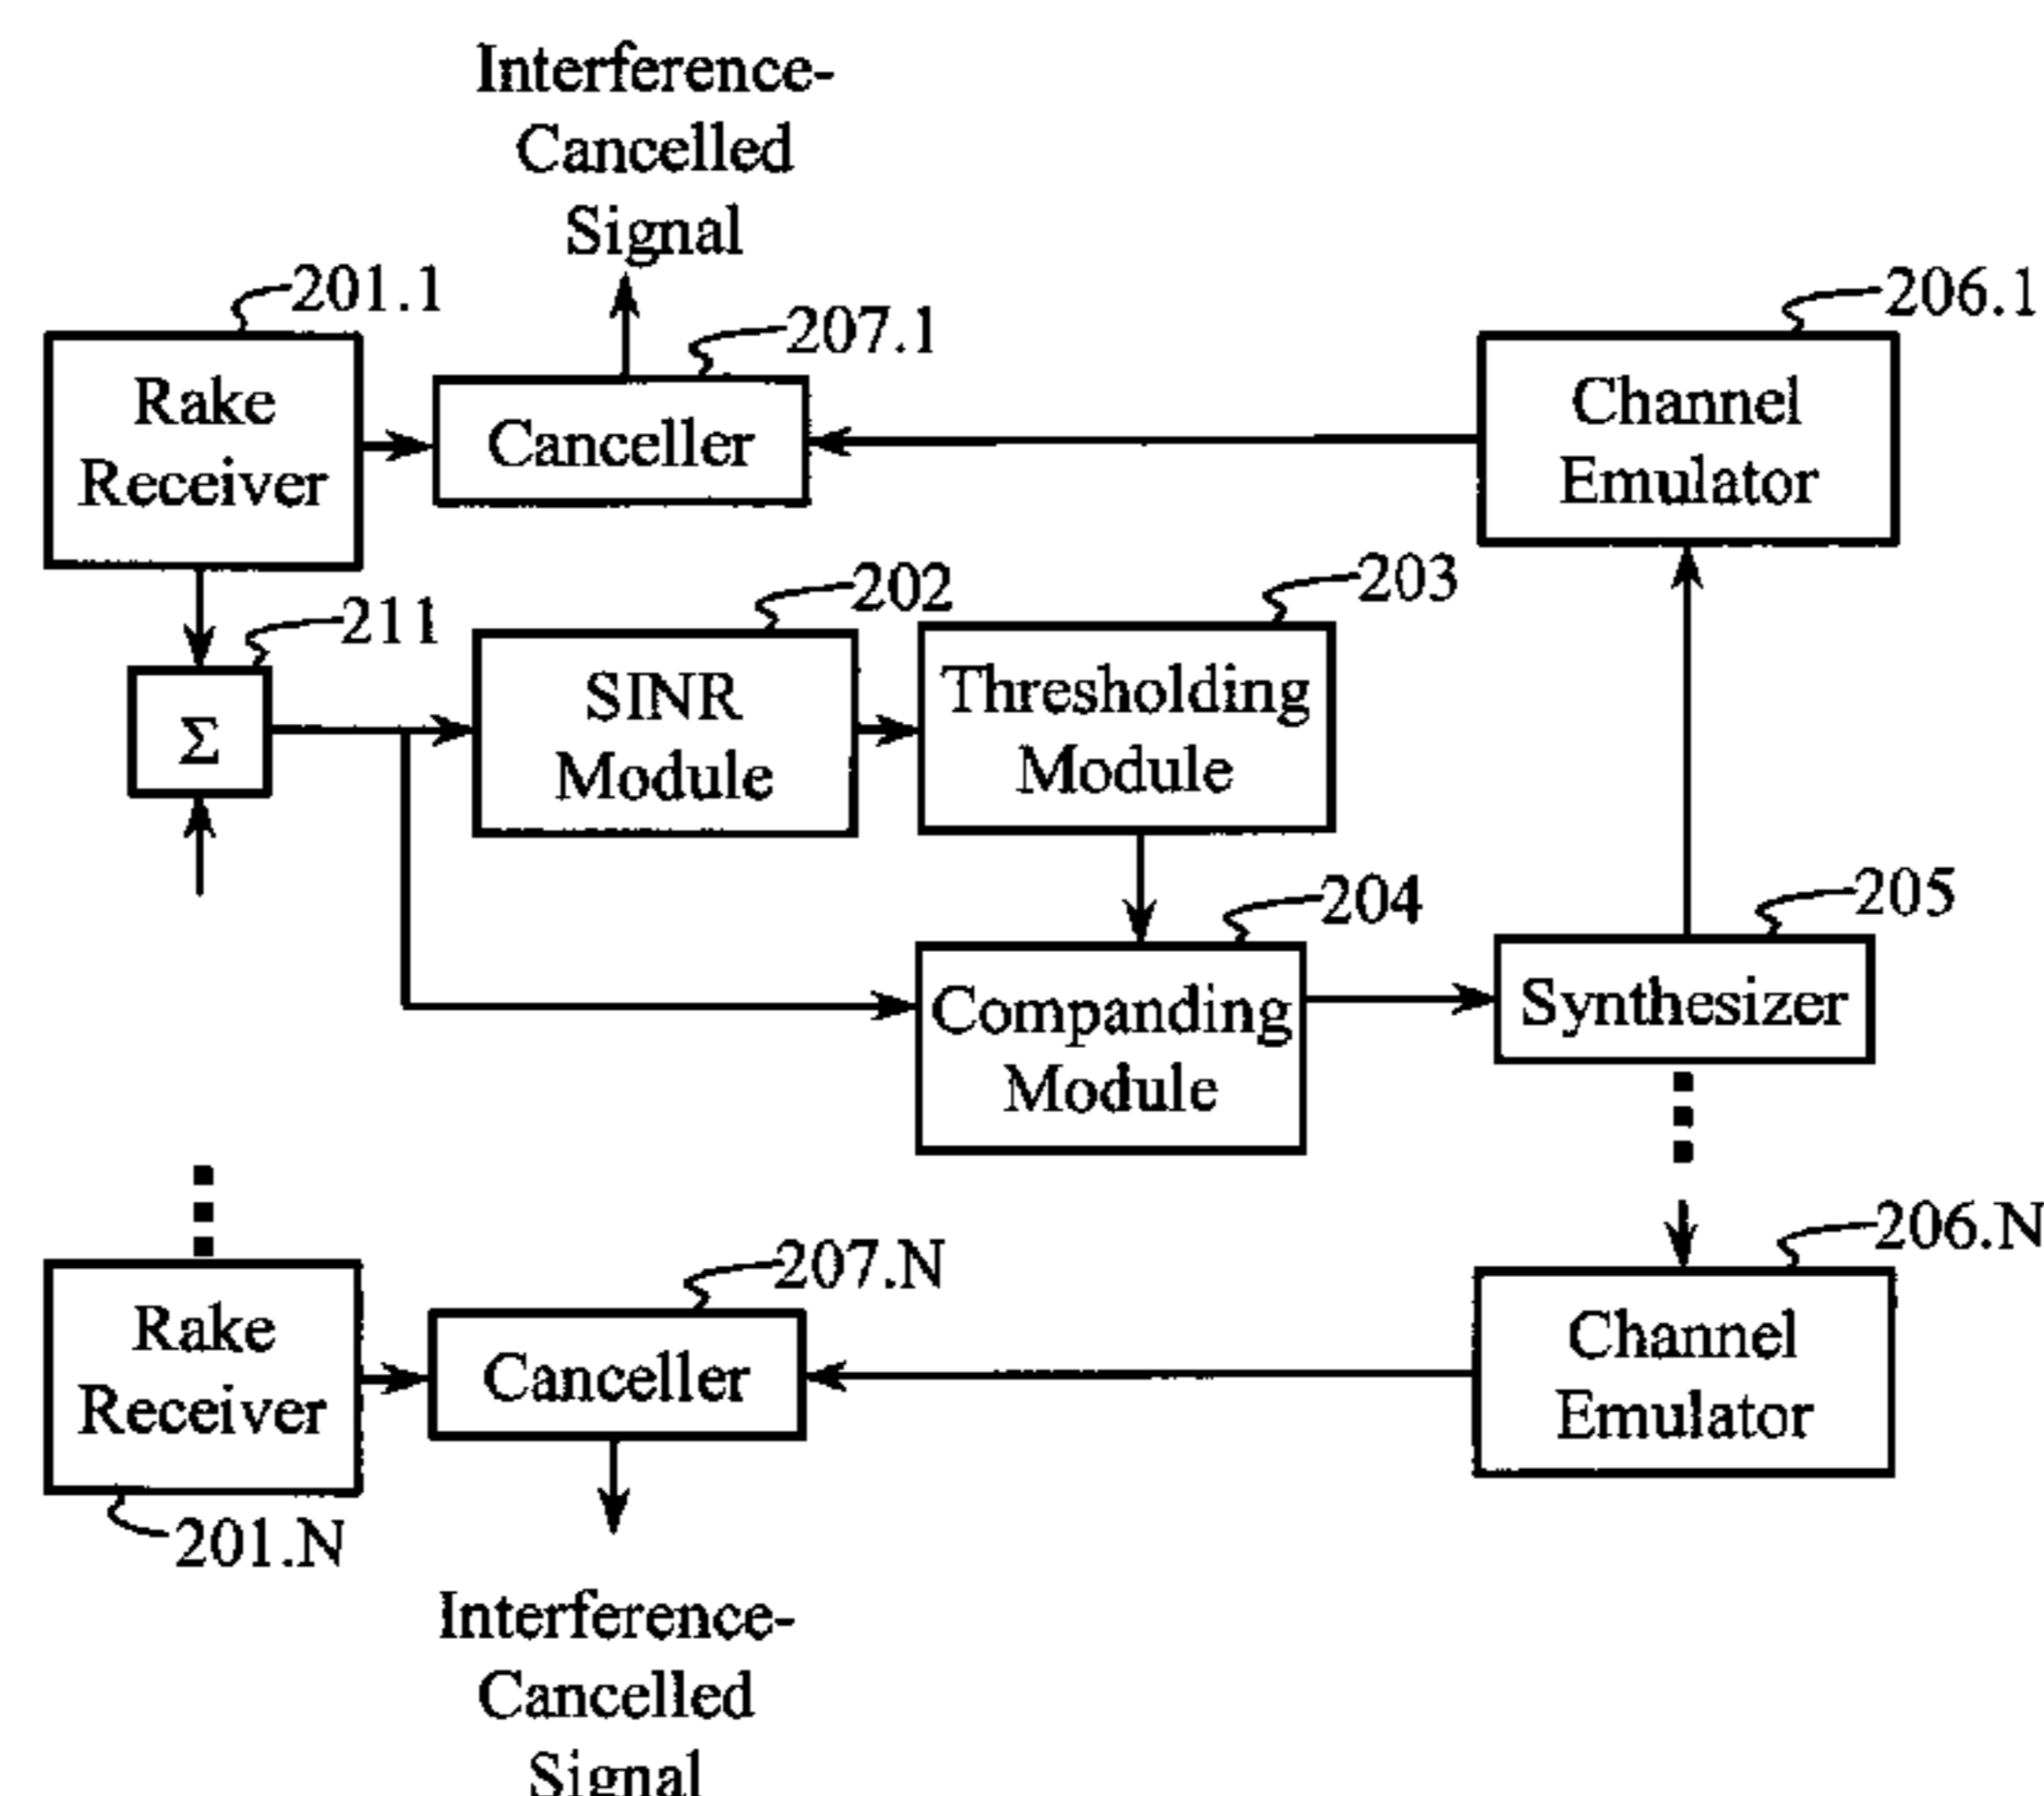 Interference-
Cancelled
Signal
201.1
207.1
206.1
Rake
Receiver
Canceller
Channel
Emulator
211
202
203
Σ
SINR
Module
Thresholding
Module
204
205
Companding
Module
Synthesizer
207.N
206.N
Rake
Receiver
Canceller
Channel
Emulator
201.N
Interference-
Cancelled
Signal